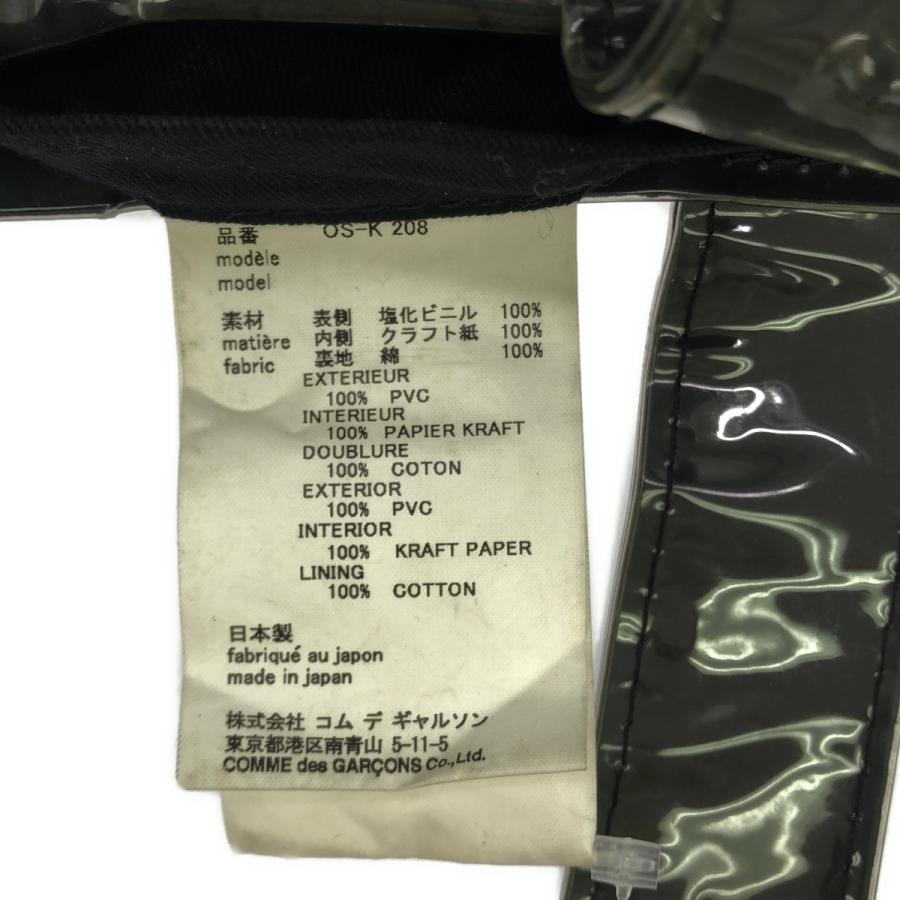 品番 OS-K 208
modèle
model
素材 表側 塩化ビニル 100%
matière 内側 クラフト紙 100%
fabric 裏地 綿 100%
EXTERIEUR
100% PVC
INTERIEUR
100% PAPIER KRAFT
DOUBLURE
100% COTON
EXTERIOR
100% PVC
INTERIOR
100% KRAFT PAPER
LINING
100% COTTON
日本製
fabriqué au japon
made in japan
株式会社 コム デ ギャルソン
東京都港区南青山 5-11-5
COMME des GARÇONS Co.,Ltd.